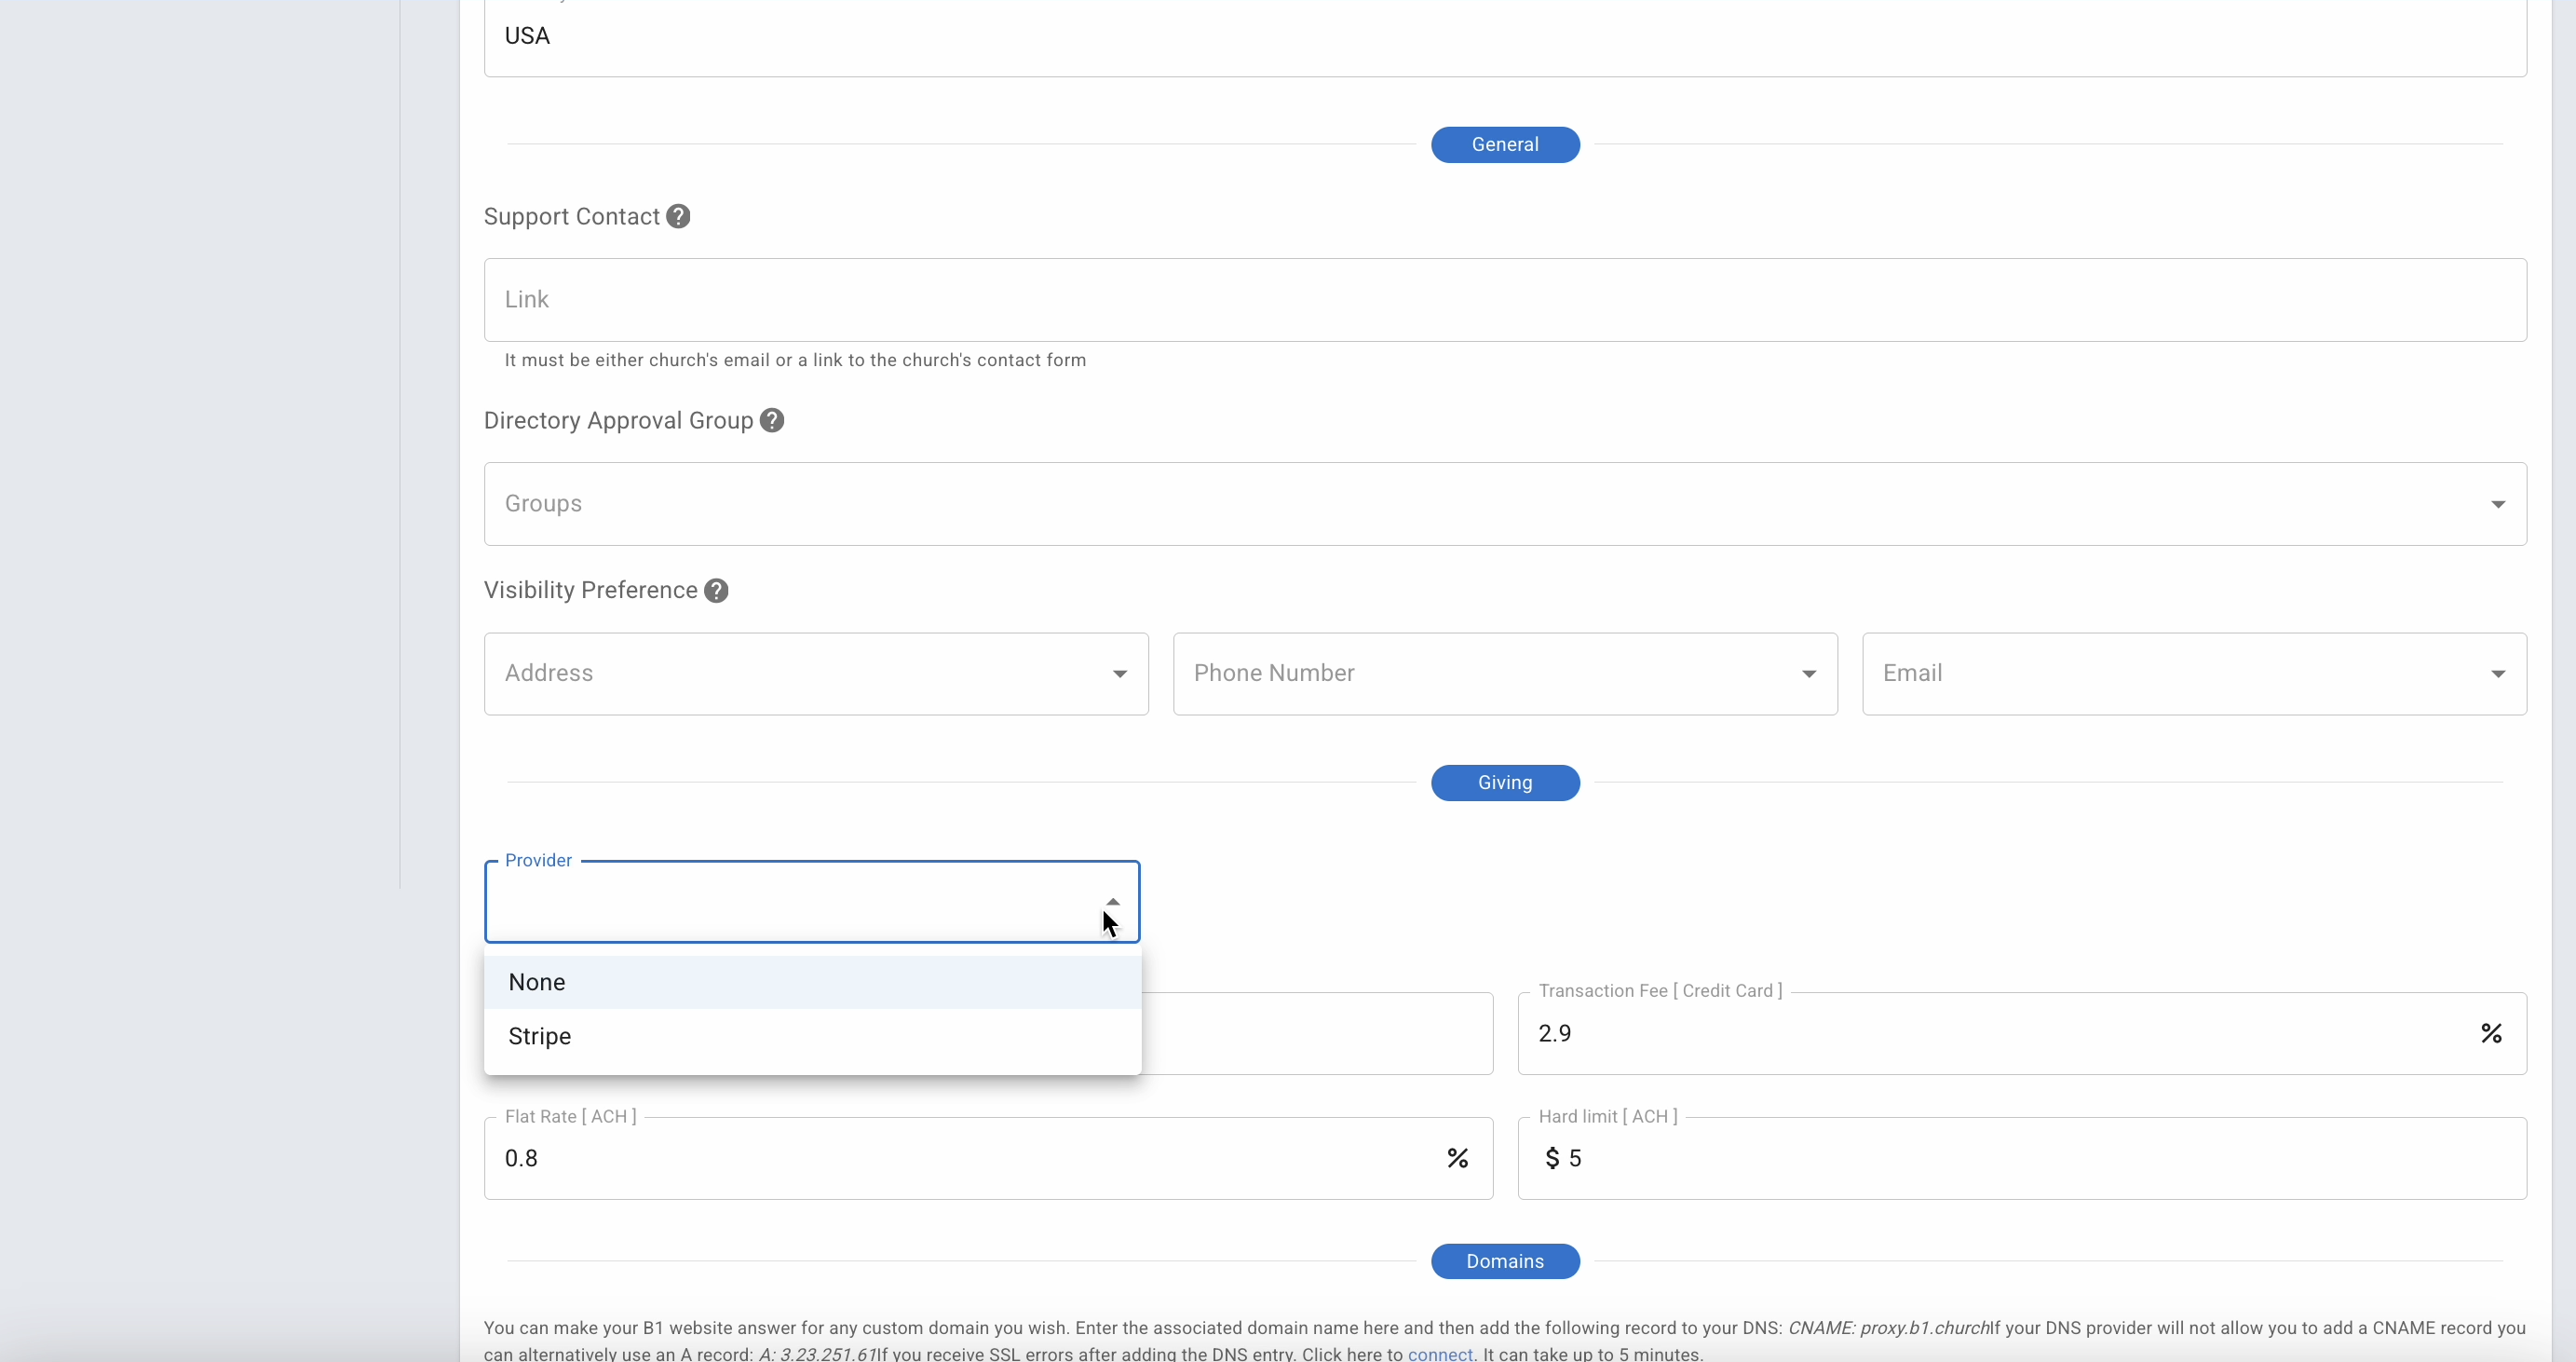 USA
General
Support Contact
Link
It must be either church's email or a link to the church's contact form
Directory Approval Group
Groups
Visibility Preference
Address
Phone Number
Email
Giving
Provider
None
Stripe
Transaction Fee [ Credit Card ]
2.9
%
Flat Rate [ ACH ]
0.8
%
Hard limit [ ACH ]
$ 5
Domains
You can make your B1 website answer for any custom domain you wish. Enter the associated domain name here and then add the following record to your DNS: CNAME: proxy.b1.churchIf your DNS provider will not allow you to add a CNAME record you
can alternatively use an A record: A: 3.23.251.61If you receive SSL errors after adding the DNS entry. Click here to connect. It can take up to 5 minutes.